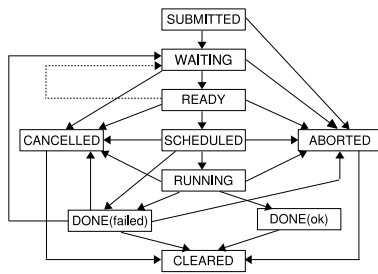 SUBMITTED
WAITING
READY
CANCELLED
SCHEDULED
ABORTED
RUNNING
DONE(failed)
DONE(ok)
CLEARED